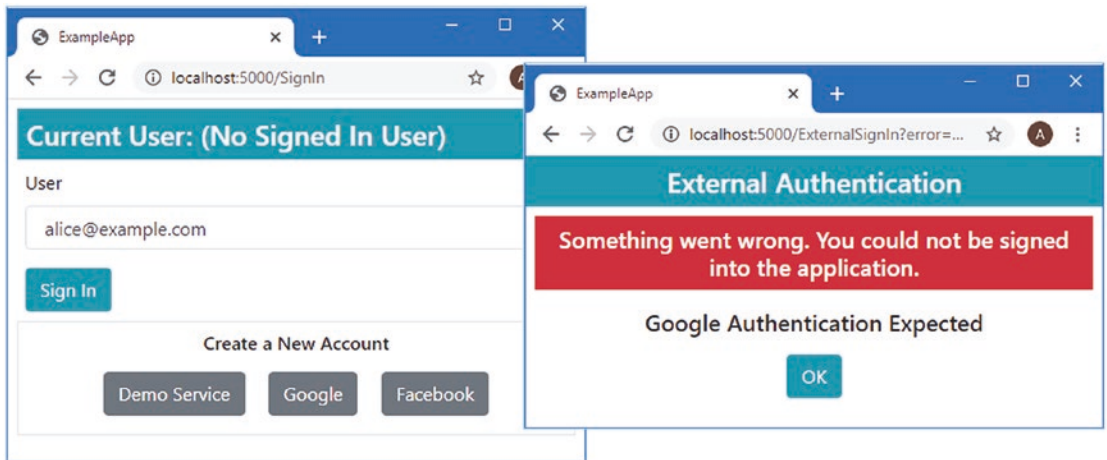 ExampleApp
localhost:5000/SignIn
Current User: (No Signed In User)
User
alice@example.com
Sign In
Create a New Account
Demo Service Google Facebook
ExampleApp
localhost:5000/ExternalSignIn?error=...
A
External Authentication
Something went wrong. You could not be signed
into the application.
Google Authentication Expected
OK